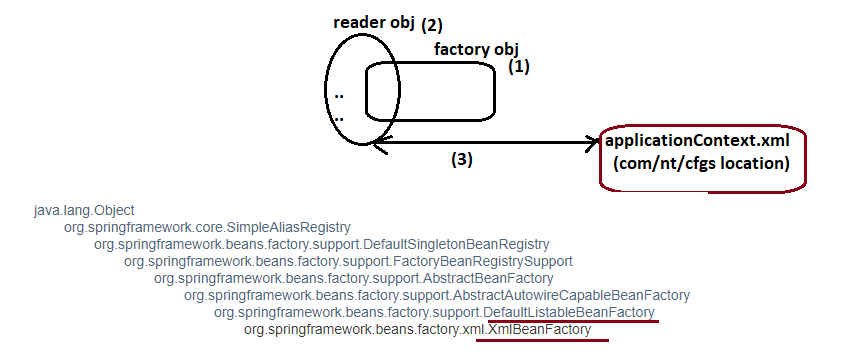 reader obj (2)
factory obj
(1)
..
..
applicationContext.xml
(3)
(com/nt/cfgs location)
java.lang.Object
org.springframework.core.SimpleAliasRegistry
org.springframework.beans.factory.support.DefaultSingletonBeanRegistry
org.springframework.beans.factory.support.FactoryBeanRegistrySupport
org.springframework.beans.factory.support.AbstractBeanFactory
org.springframework.beans.factory.support.AbstractAutowireCapableBeanFactory
org.springframework.beans.factory.support.DefaultListableBeanFactory
org.springframework.beans.factory.xml.XmlBeanFactory